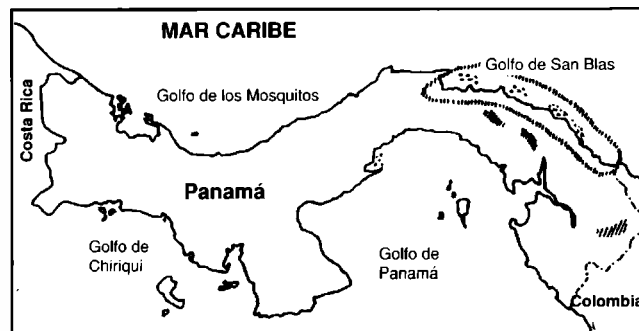 MAR CARIBE
Golfo de San Blas
Costa Rica
Golfo de los Mosquitos
Panamá
Golfo de
Chiriqui
Golfo de
Panamá
Colombia